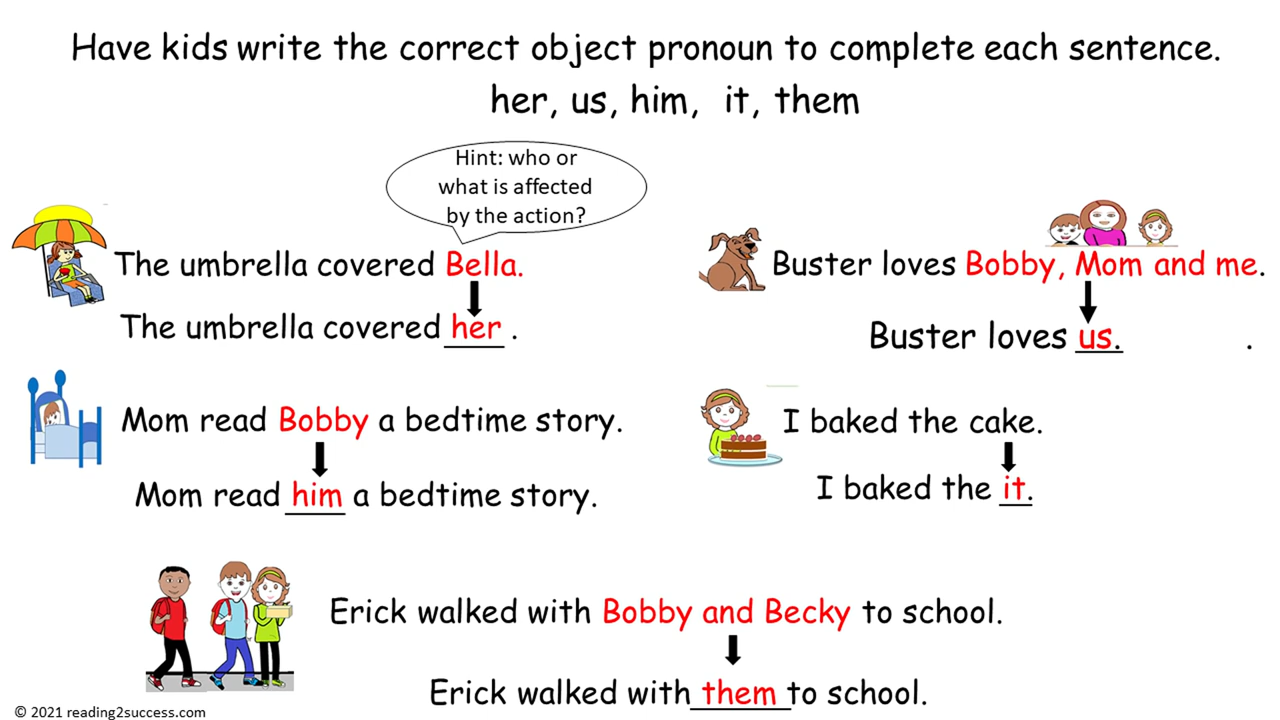 Have kids write the correct object pronoun to complete each sentence.
her, us, him, it, them
Hint: who or
what is affected
by the action?
The umbrella covered Bella.
The umbrella covered her .
Buster loves Bobby, Mom and me.
Buster loves us. .
Mom read Bobby a bedtime story.
Mom read him a bedtime story.
I baked the cake.
I baked the it.
Erick walked with Bobby and Becky to school.
Erick walked with them to school.
© 2021 reading2success.com